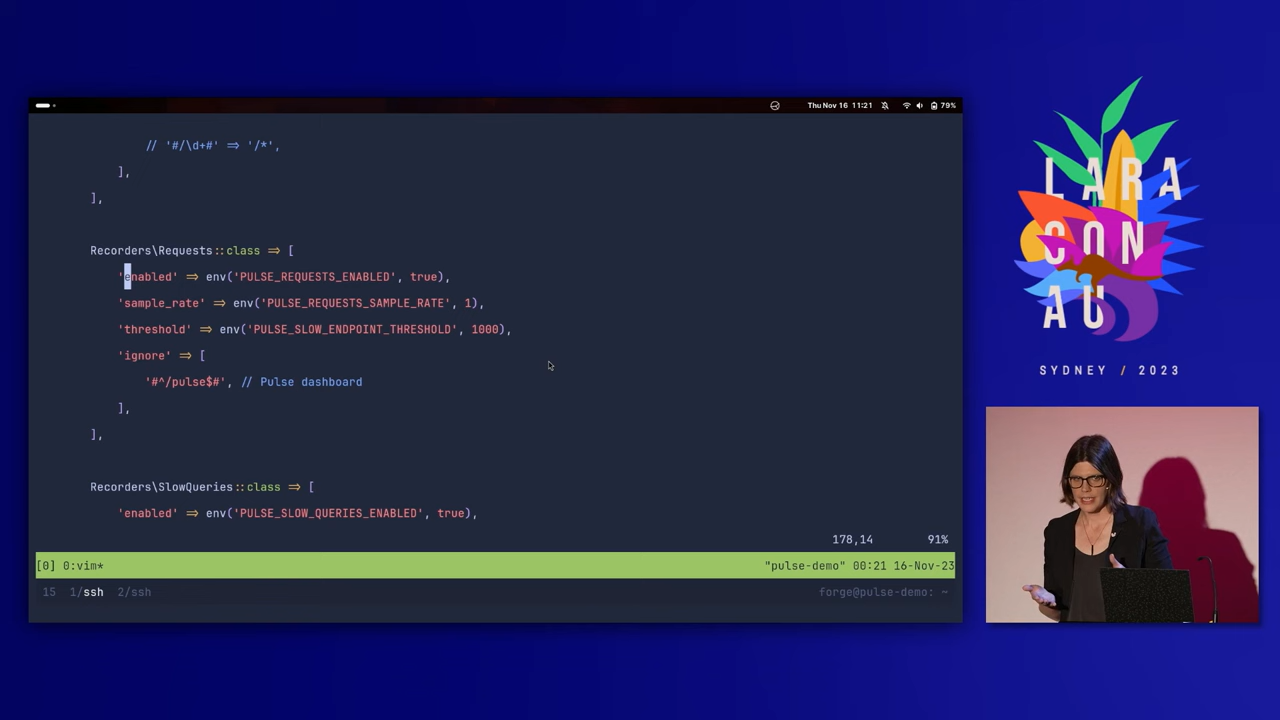 Thu Nov 16 11:21
79%
// '#/\d+#' => '/*',
],
],
Recorders\Requests::class => [
'enabled' => env('PULSE_REQUESTS_ENABLED', true),
'sample_rate' => env('PULSE_REQUESTS_SAMPLE_RATE', 1),
'threshold' => env('PULSE_SLOW_ENDPOINT_THRESHOLD', 1000),
'ignore' => [
'#^/pulse$#', // Pulse dashboard
],
],
Recorders\SlowQueries::class => [
'enabled' => env('PULSE_SLOW_QUERIES_ENABLED', true),
178,14 91%
[0] 0:vim* "pulse-demo" 00:21 16-Nov-23
15 1/ssh 2/ssh forge@pulse-demo: ~
LARA
CON
AU
SYDNEY / 2023